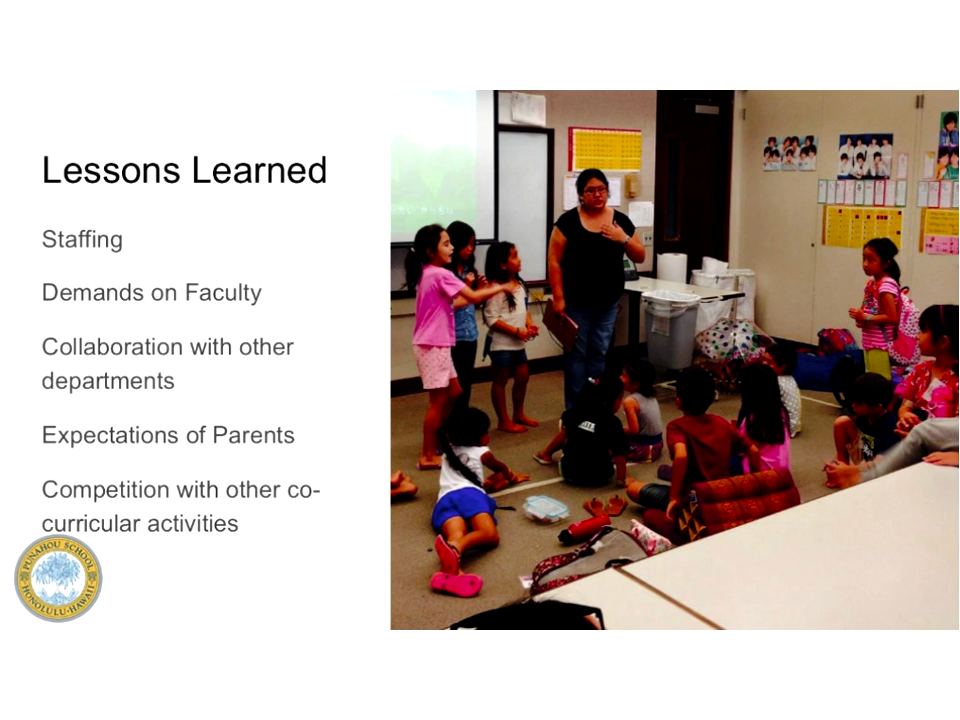 Lessons Learned
Staffing
Demands on Faculty
Collaboration with other
departments
Expectations of Parents
Competition with other co-
curricular activities
PUNAHOU SCHOOL
HONOLULU·HAWAII